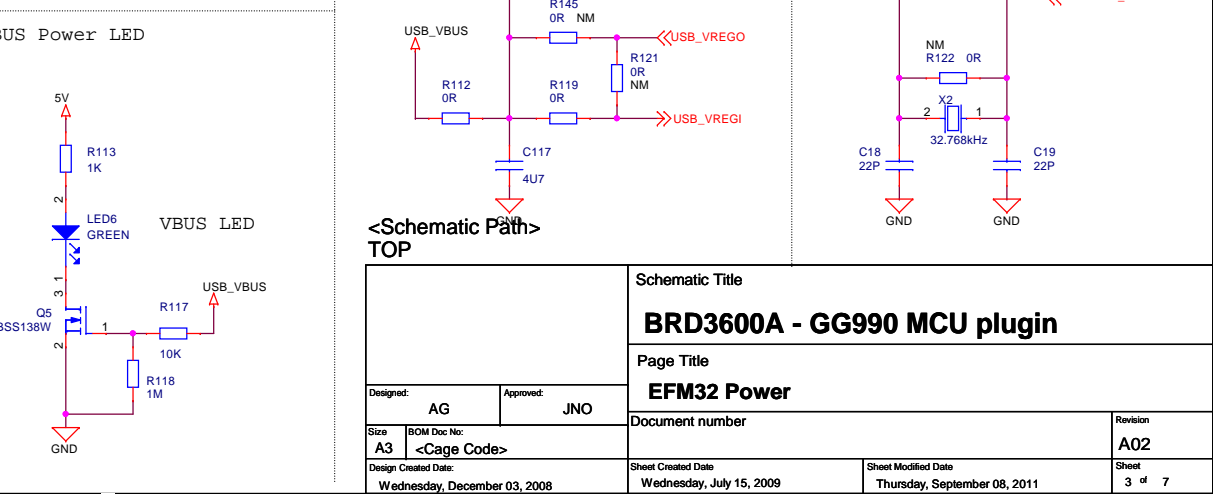 BUS Power LED
5V
R113
1K
2
LED6
GREEN
VBUS LED
1
3
USB_VBUS
Q5
BSS138W
1
R117
10K
2
R118
1M
GND
R145
0R NM
USB_VBUS
USB_VREGO
R121
0R
NM
R112
0R
R119
0R
USB_VREGI
C117
4U7
GND
NM
R122 0R
X2
2 1
32.768kHz
C18
22P
C19
22P
GND
GND
<Schematic Path>
TOP
Schematic Title
BRD3600A - GG990 MCU plugin
Page Title
EFM32 Power
Designed:
AG
Approved:
JNO
Document number
Revision
A02
Size
A3
BOM Doc No:
<Cage Code>
Design Created Date:
Wednesday, December 03, 2008
Sheet Created Date
Wednesday, July 15, 2009
Sheet Modified Date
Thursday, September 08, 2011
Sheet
3 of 7